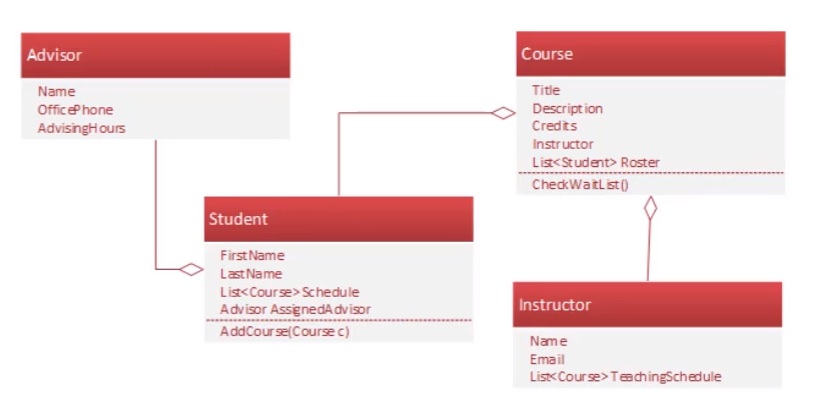 Advisor
Name
OfficePhone
AdvisingHours
Course
Title
Description
Credits
Instructor
List<Student> Roster
CheckWaitList()
Student
FirstName
LastName
List<Course> Schedule
Advisor AssignedAdvisor
AddCourse(Course c)
Instructor
Name
Email
List<Course> TeachingSchedule